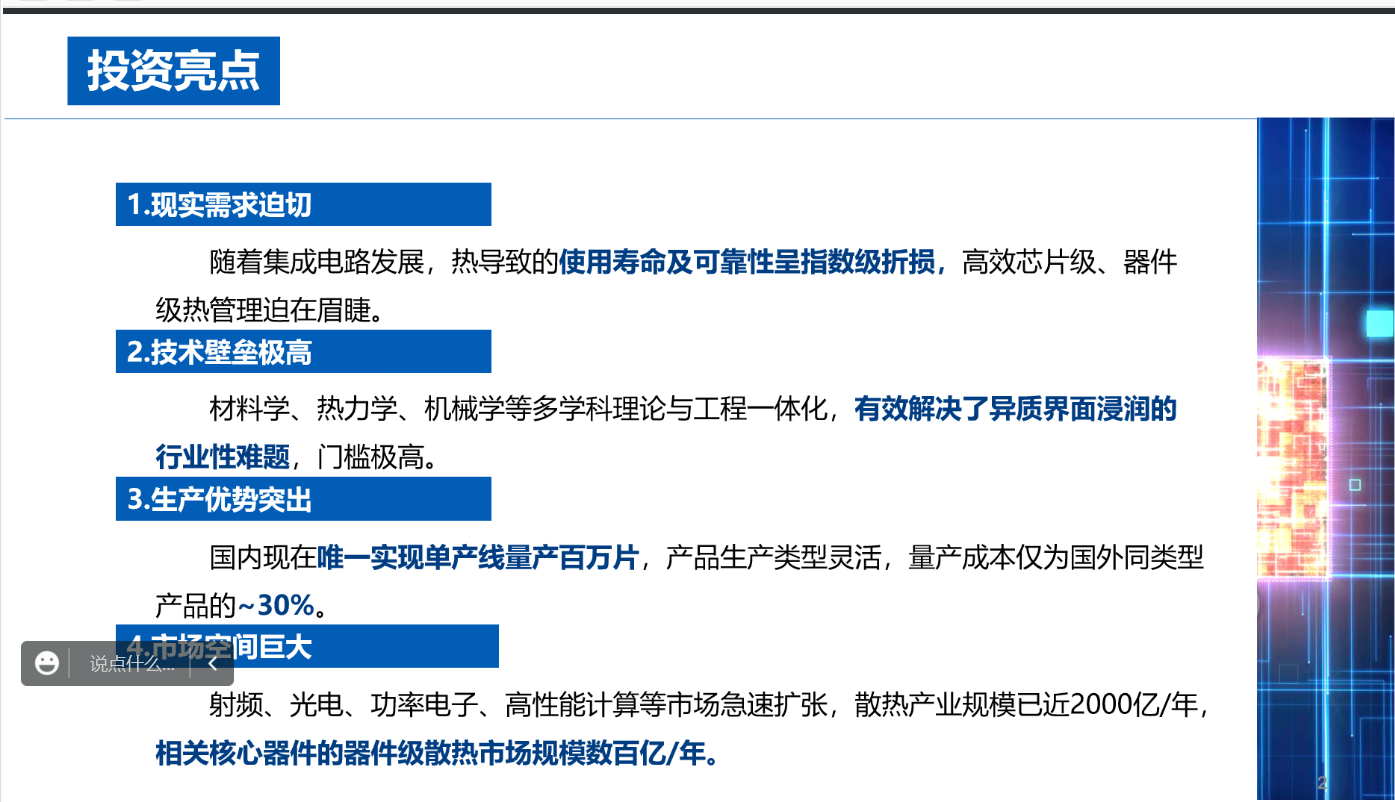 投资亮点
1.现实需求迫切
随着集成电路发展，热导致的使用寿命及可靠性呈指数级折损，高效芯片级、器件
级热管理迫在眉睫。
2.技术壁垒极高
材料学、热力学、机械学等多学科理论与工程一体化，有效解决了异质界面浸润的
行业性难题，门槛极高。
3.生产优势突出
国内现在唯一实现单产线量产百万片，产品生产类型灵活，量产成本仅为国外同类型
产品的~30%。
4.市场空间巨大
说点什么...
射频、光电、功率电子、高性能计算等市场急速扩张，散热产业规模已近2000亿/年，
相关核心器件的器件级散热市场规模数百亿/年。
2